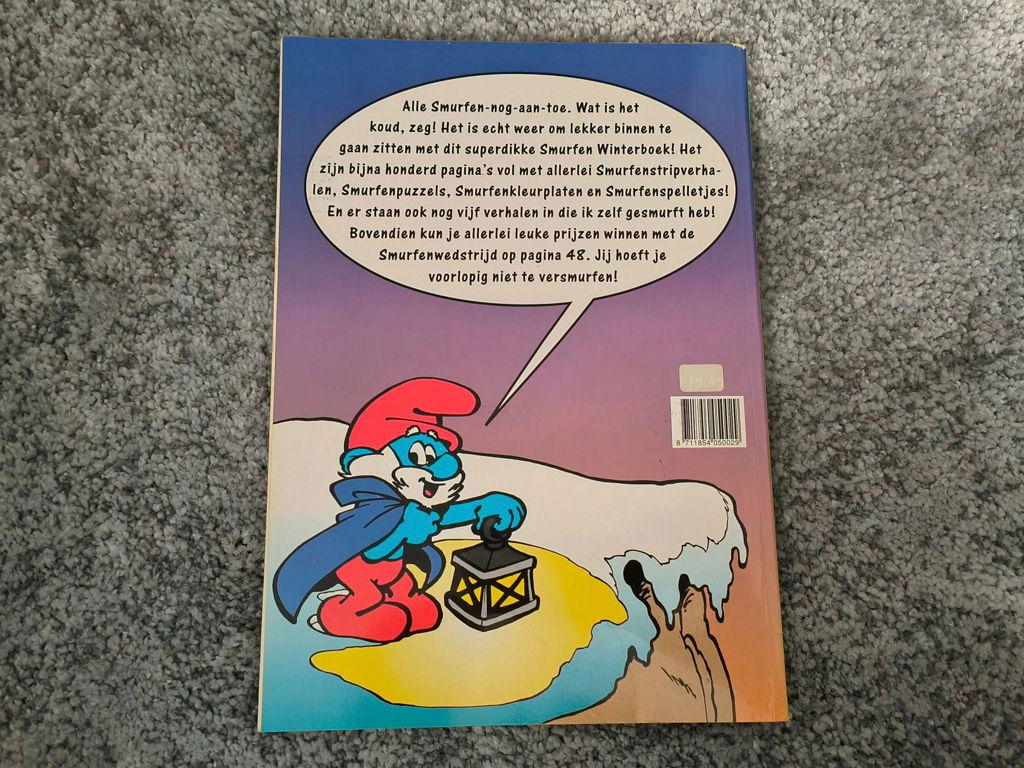 Alle Smurfen-nog-aan-toe. Wat is het
koud, zeg! Het is echt weer om lekker binnen te
gaan zitten met dit superdikke Smurfen Winterboek! Het
zijn bijna honderd pagina's vol met allerlei Smurfenstripverha-
len, Smurfenpuzzels, Smurfenkleurplaten en Smurfenspelletjes!
En er staan ook nog vijf verhalen in die ik zelf gesmurft heb!
Bovendien kun je allerlei leuke prijzen winnen met de
Smurfenwedstrijd op pagina 48. Jij hoeft je
voorlopig niet te versmurfen!
8 711854 050029